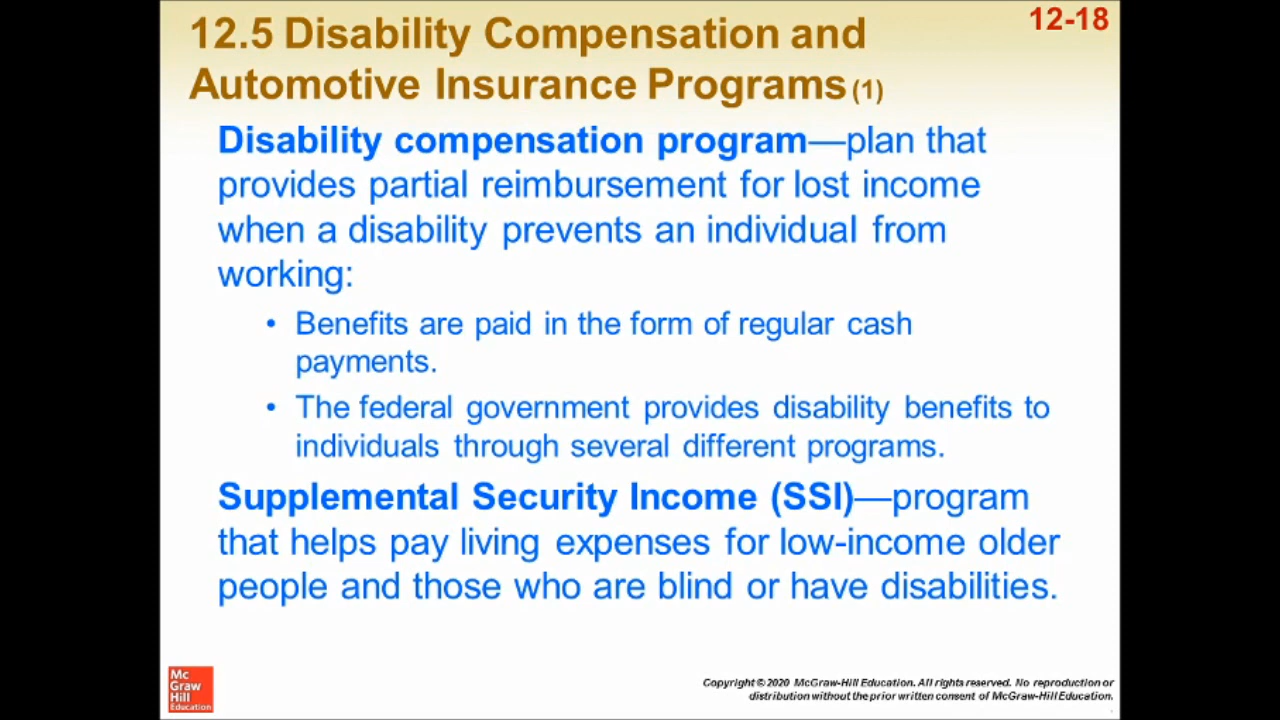 12.5 Disability Compensation and
12-18
Automotive Insurance Programs (1)
Disability compensation program—plan that
provides partial reimbursement for lost income
when a disability prevents an individual from
working:
• Benefits are paid in the form of regular cash
payments.
• The federal government provides disability benefits to
individuals through several different programs.
Supplemental Security Income (SSI)—program
that helps pay living expenses for low-income older
people and those who are blind or have disabilities.
Mc
Graw
Hill
Education
Copyright © 2020 McGraw-Hill Education. All rights reserved. No reproduction or
distribution without the prior written consent of McGraw-Hill Education.